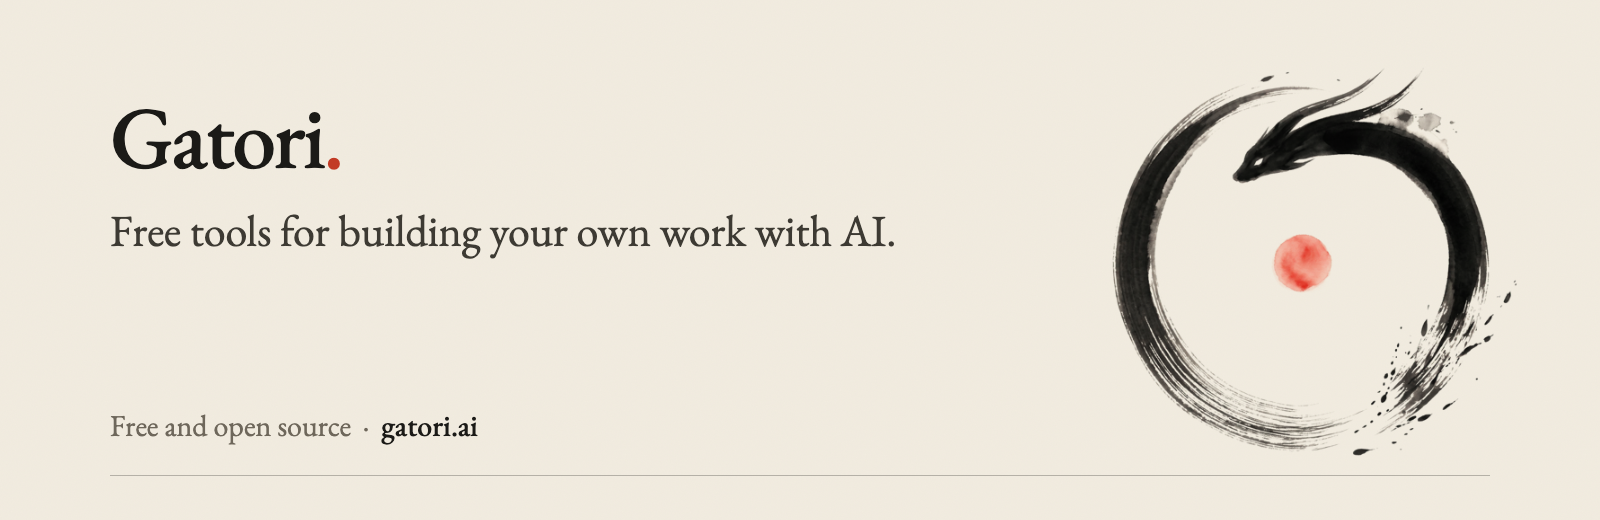 Gatori.
Free tools for building your own work with AI.
Free and open source · gatori.ai